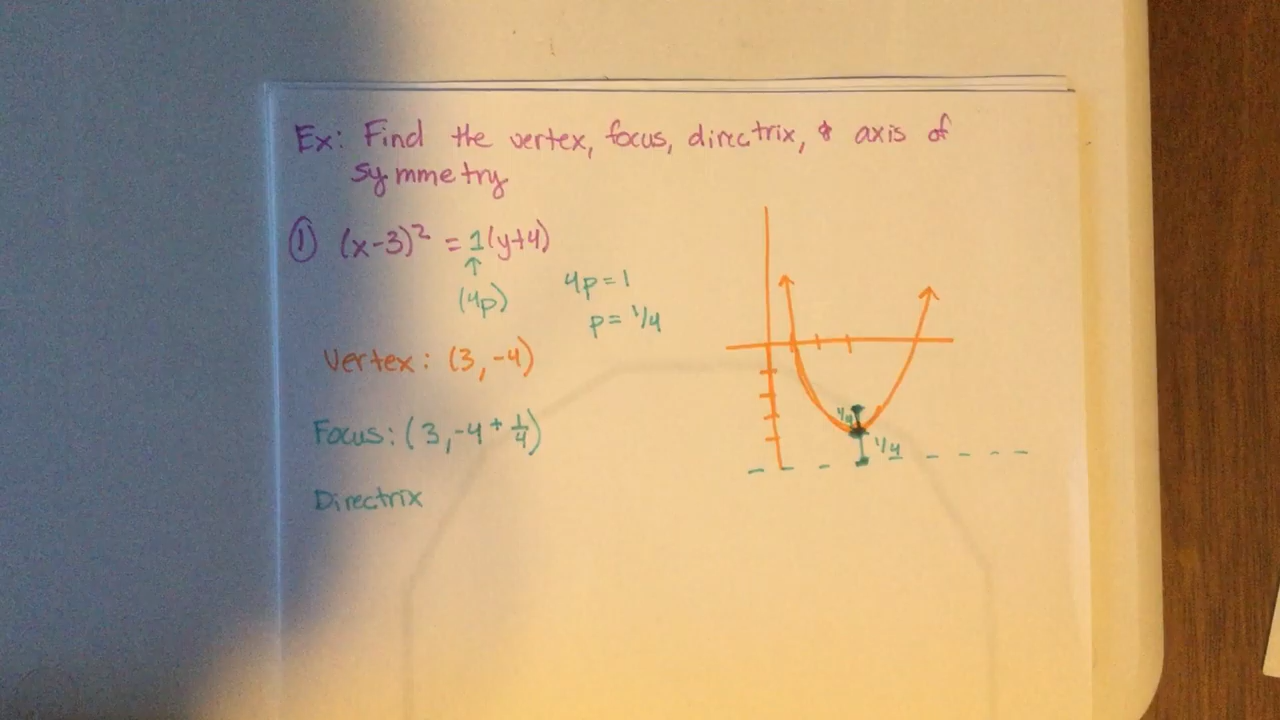 Ex: Find the vertex, focus, directrix, & axis of
symmetry
① (x-3)² = 1(y+4)
↑
(4p)
4p=1
p= 1/4
Vertex: (3,-4)
Focus: (3,-4 + 1/4)
Directrix
1/4
1/4